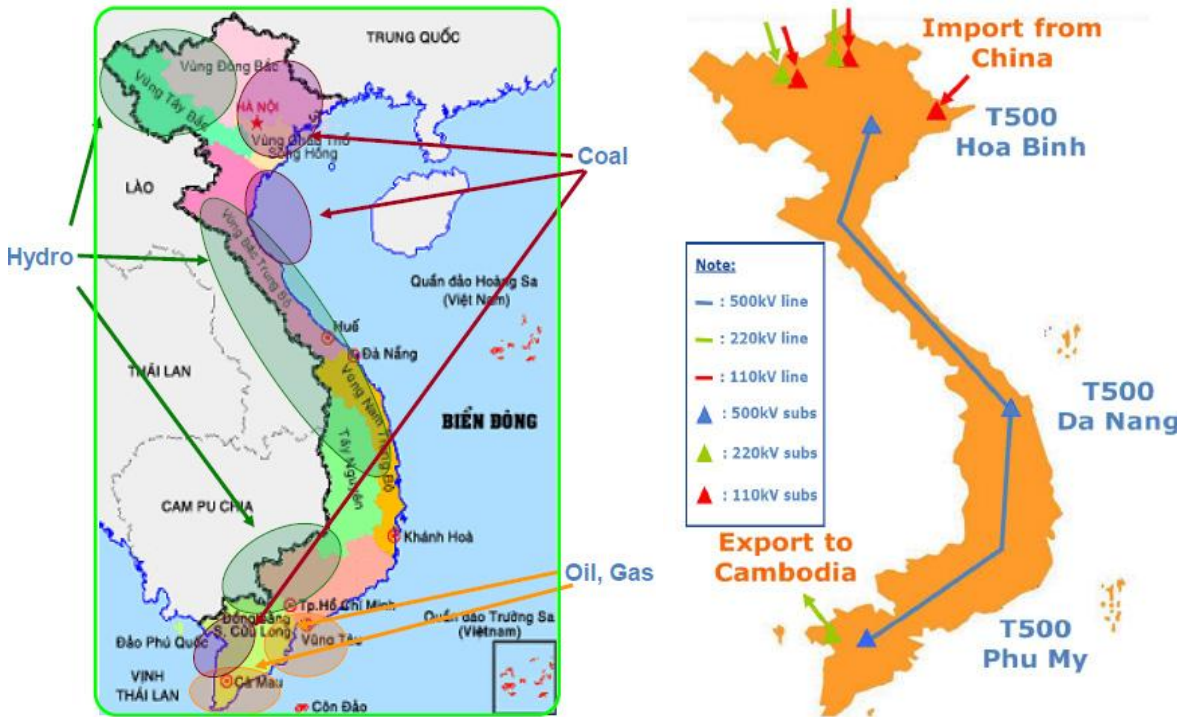 TRUNG QUỐC
Vùng Đông Bắc
Vùng Tây Bắc
HÀ NỘI
Vùng Châu Thổ
Sông Hồng
LÀO
Coal
Hydro
Vùng Bắc Trung Bộ
Quần đảo Hoàng Sa
(Việt Nam)
Huế
Đà Nẵng
THÁI LAN
Vùng Nam Trung Bộ
BIỂN ĐÔNG
Tây Nguyên
CAM PU CHIA
Khánh Hoà
Oil, Gas
Tp.Hồ Chí Minh
Đồng Bằng
S. Cửu Long
Quần đảo Trường Sa
(Việtnam)
Đảo Phú Quốc
Vũng Tàu
VỊNH
THÁI LAN
Cà Mau
Côn Đảo
Import from
China
T500
Hoa Binh
Note:
: 500kV line
: 220kV line
: 110kV line
: 500kV subs
: 220kV subs
: 110kV subs
T500
Da Nang
Export to
Cambodia
T500
Phu My